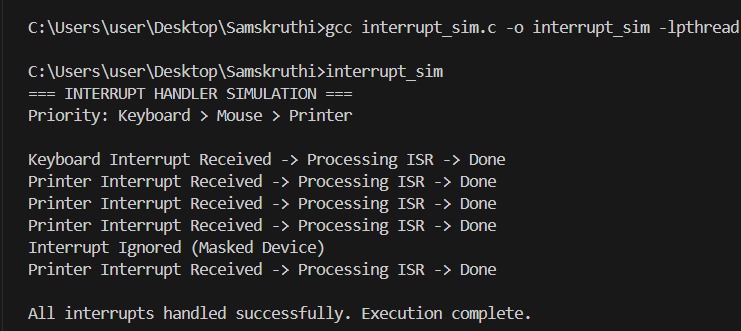 C:\Users\user\Desktop\Samskruthi>gcc interrupt_sim.c -o interrupt_sim -lpthread
C:\Users\user\Desktop\Samskruthi>interrupt_sim
=== INTERRUPT HANDLER SIMULATION ===
Priority: Keyboard > Mouse > Printer
Keyboard Interrupt Received -> Processing ISR -> Done
Printer Interrupt Received -> Processing ISR -> Done
Printer Interrupt Received -> Processing ISR -> Done
Printer Interrupt Received -> Processing ISR -> Done
Interrupt Ignored (Masked Device)
Printer Interrupt Received -> Processing ISR -> Done
All interrupts handled successfully. Execution complete.